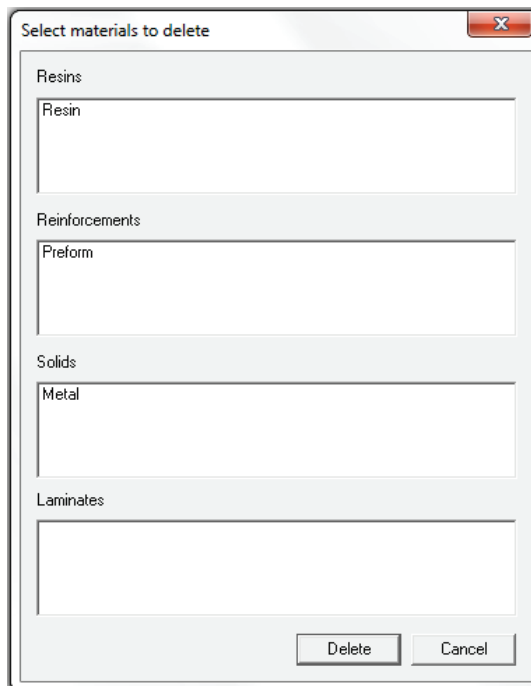 Select materials to delete
Resins
Resin
Reinforcements
Preform
Solids
Metal
Laminates
Delete
Cancel